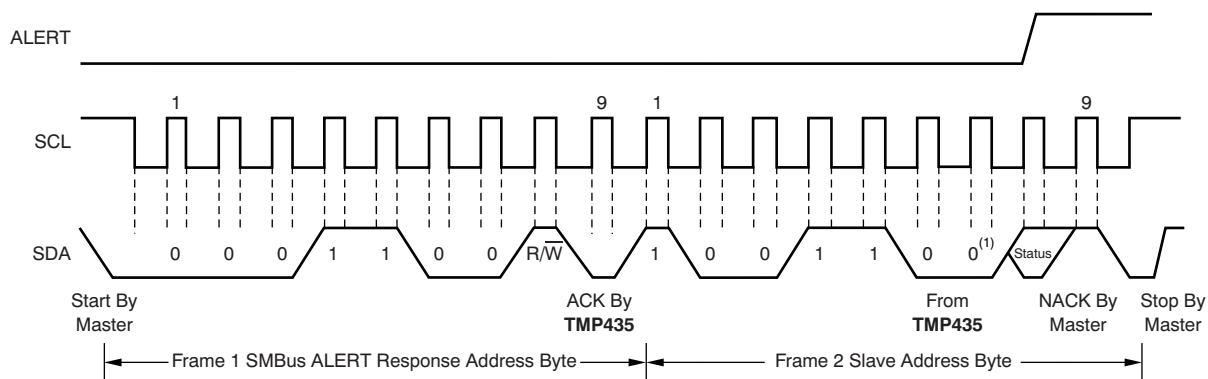 ALERT
1 9 1 9
SCL
SDA 0 0 0 1 1 0 0 R/W 1 0 0 1 1 0 0(1) Status
Start By
Master
ACK By
TMP435
From
TMP435
NACK By
Master
Stop By
Master
Frame 1 SMBus ALERT Response Address Byte
Frame 2 Slave Address Byte